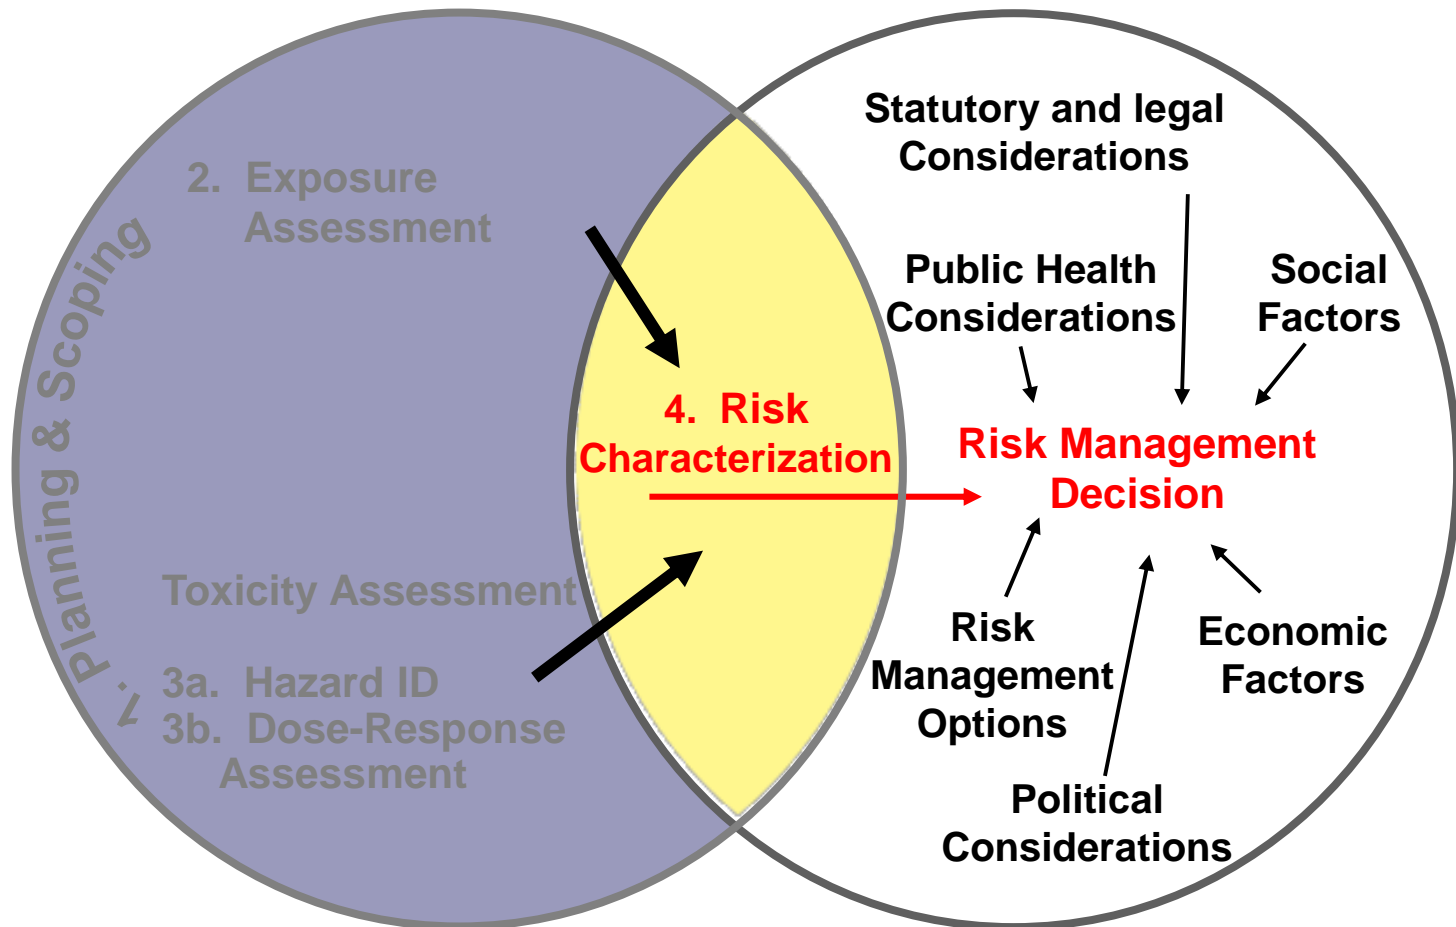 1. Planning & Scoping
2. Exposure
Assessment
Toxicity Assessment
3a. Hazard ID
3b. Dose-Response
Assessment
4. Risk
Characterization
Statutory and legal
Considerations
Public Health
Considerations
Social
Factors
Risk Management
Decision
Risk
Management
Options
Economic
Factors
Political
Considerations